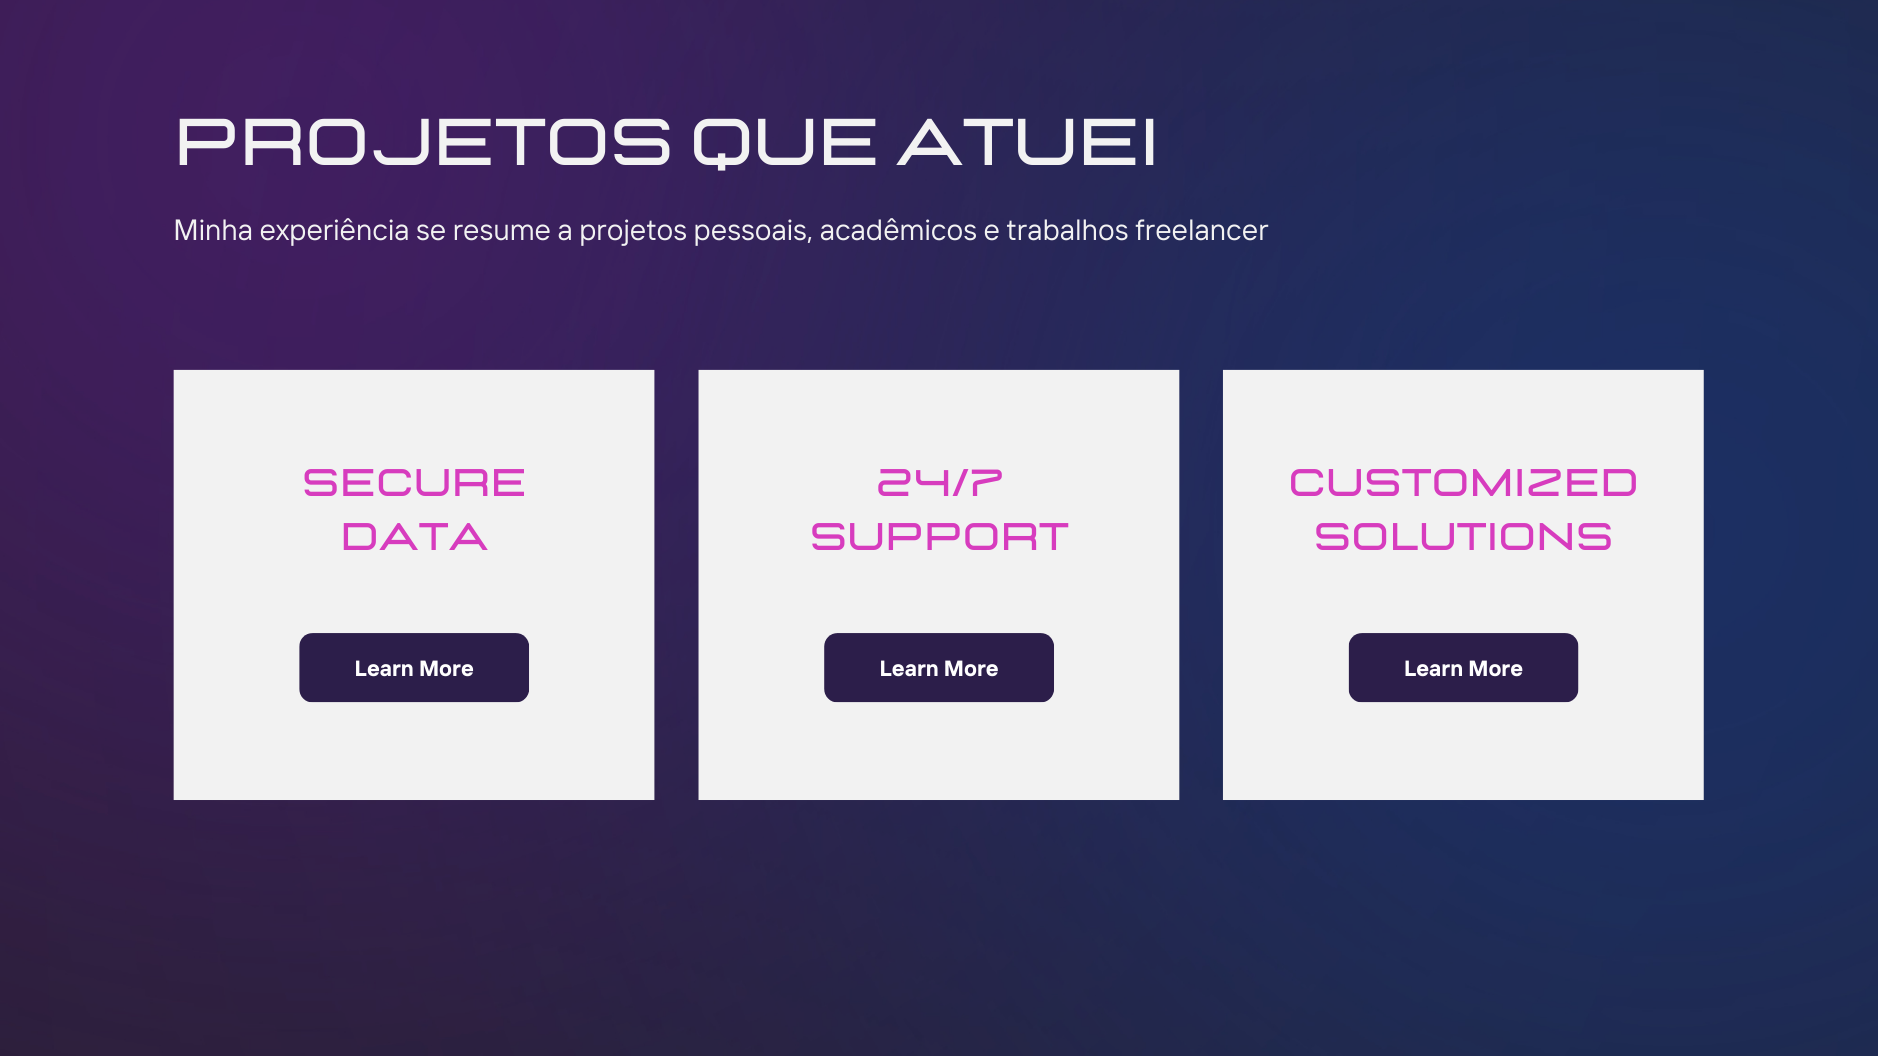 PROJETOS QUE ATUEI
Minha experiência se resume a projetos pessoais, acadêmicos e trabalhos freelancer
SECURE
DATA
Learn More
24/7
SUPPORT
Learn More
CUSTOMIZED
SOLUTIONS
Learn More